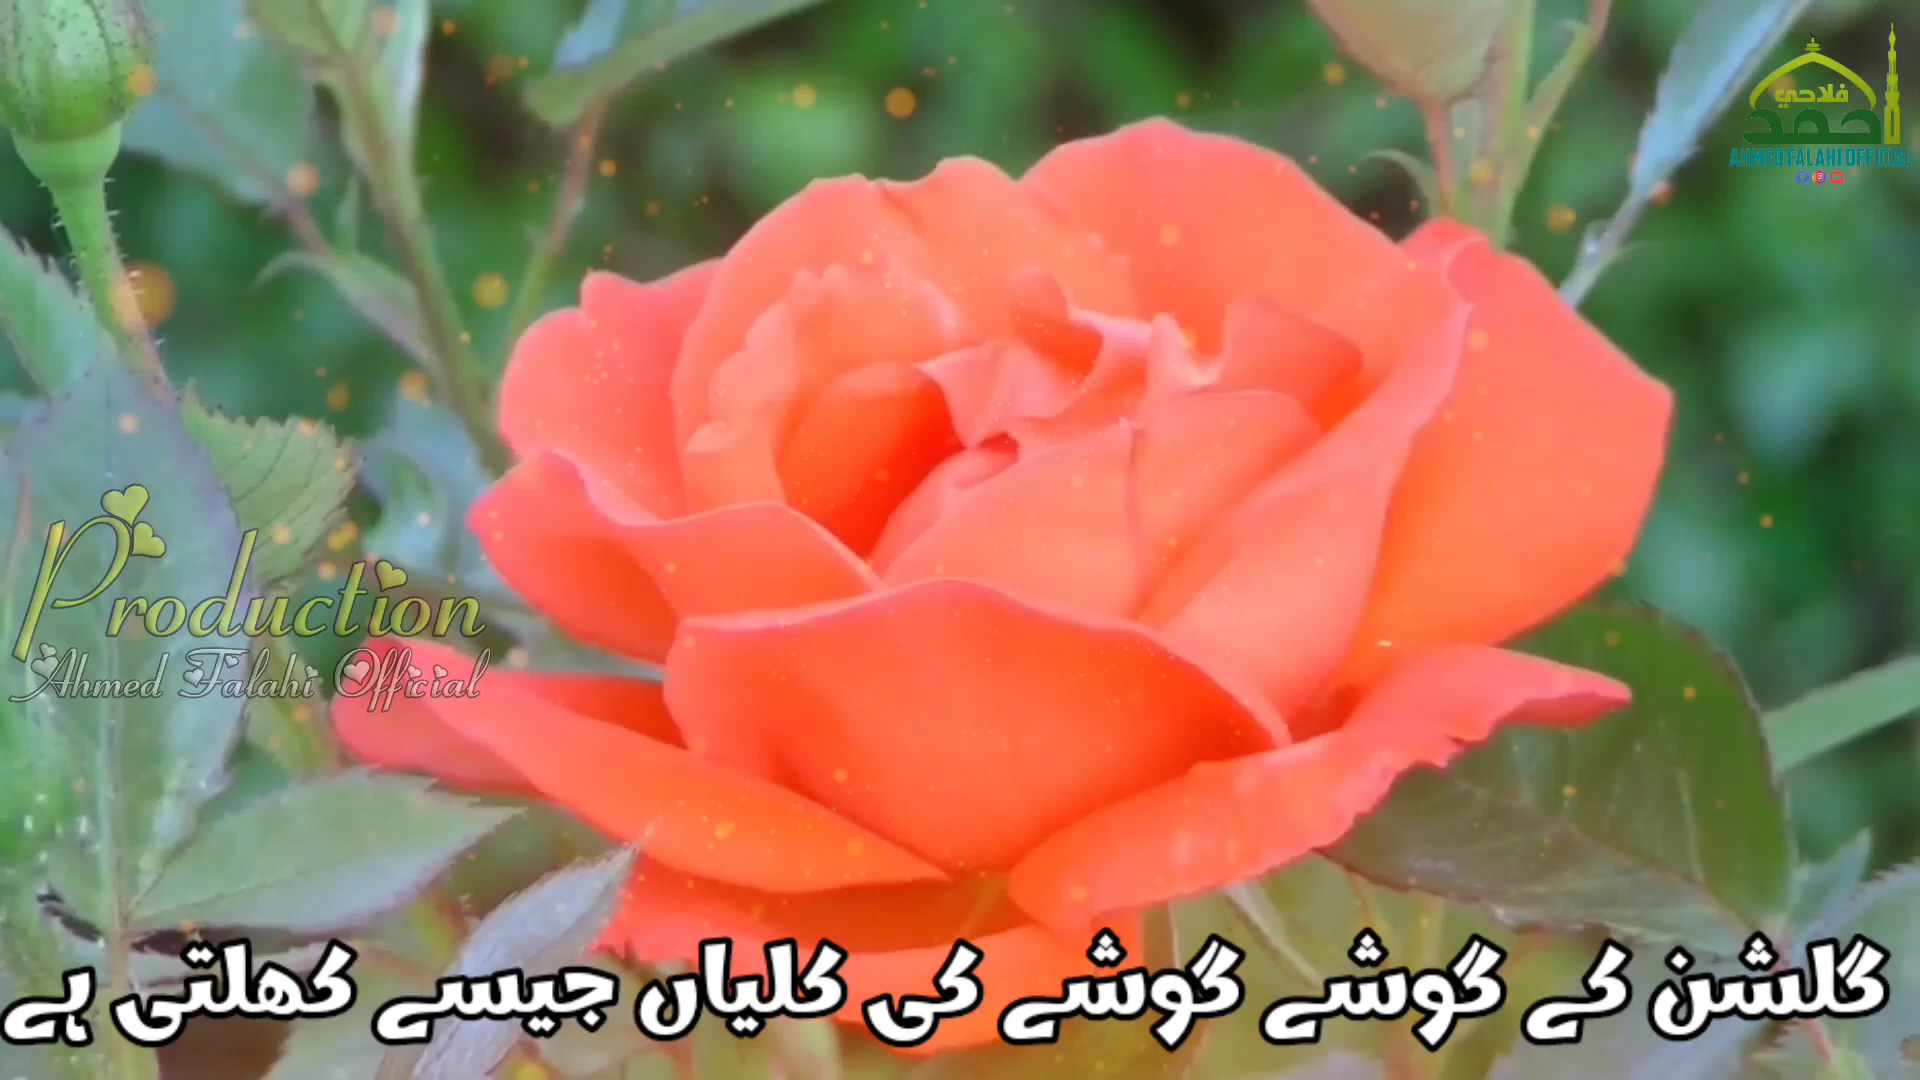 فلاحي
احمد
AHMED FALAHI OFFICIAL
Production
Ahmed Falahi Official
گلشن کے گوشے گوشے کی کلیاں جیسے کھلتی ہے